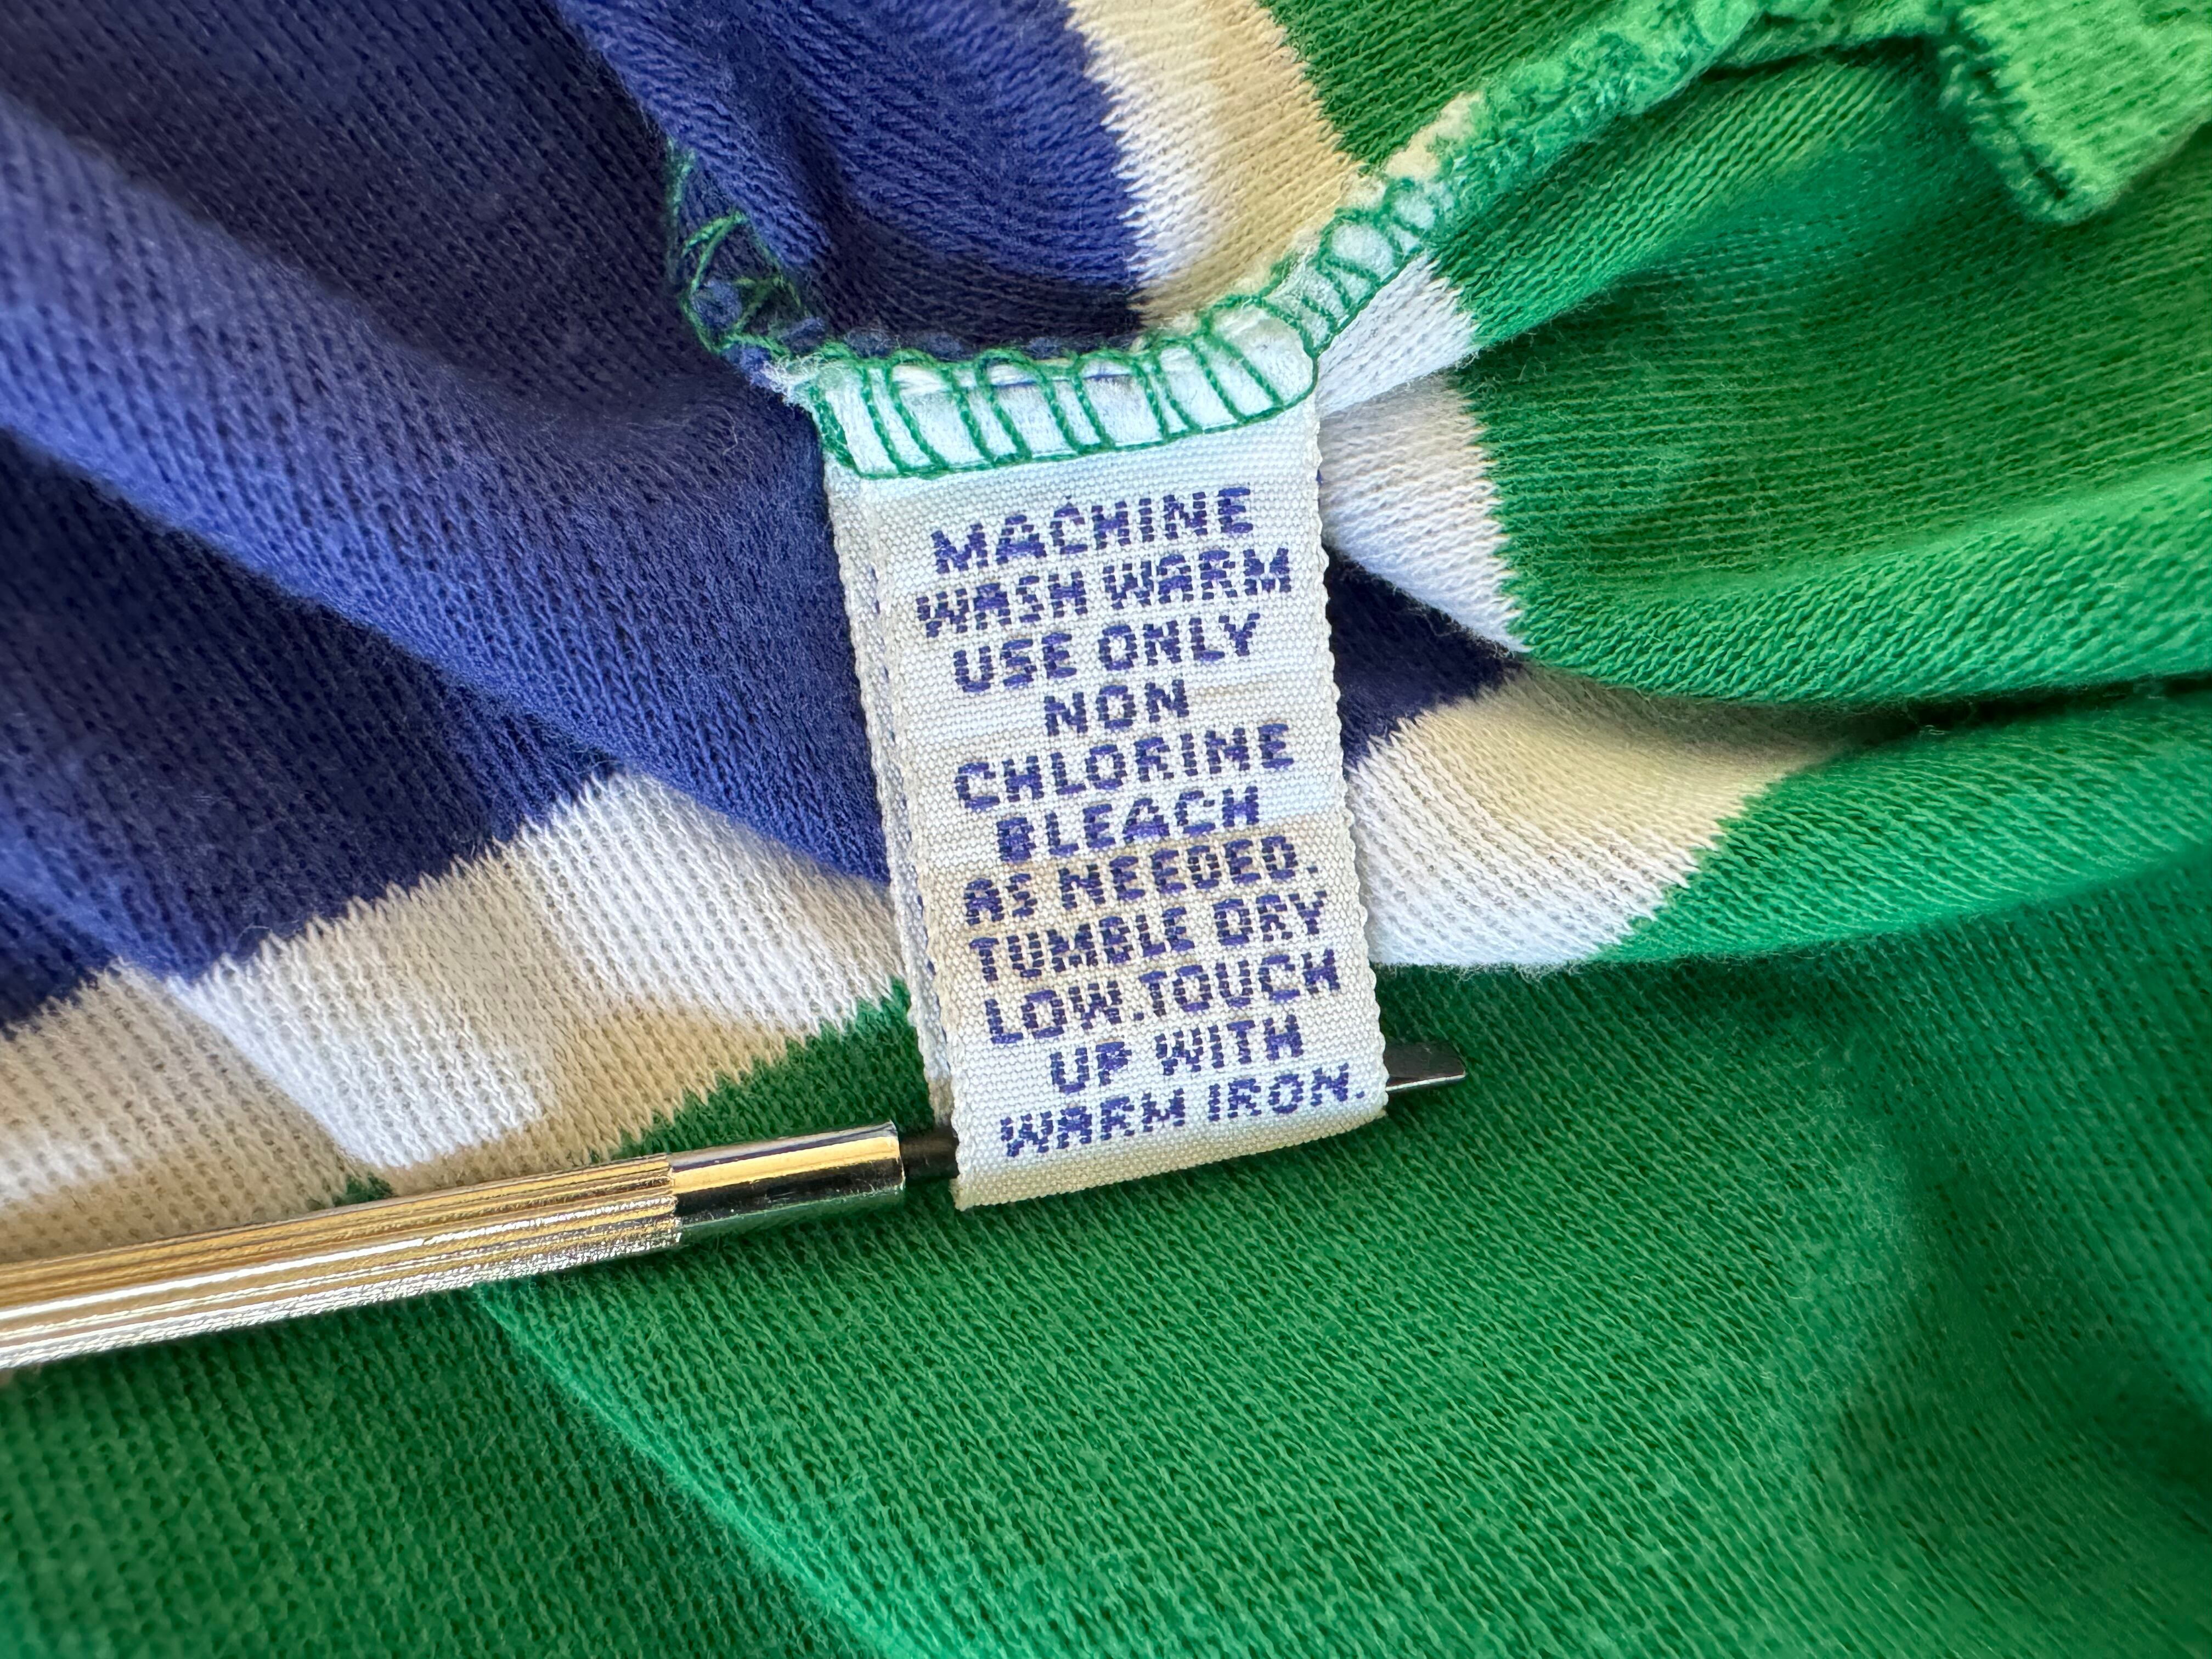 MACHINE
WASH WARM
USE ONLY
NON
CHLORINE
BLEACH
AS NEEDED.
TUMBLE DRY
LOW.TOUCH
UP WITH
WARM IRON.